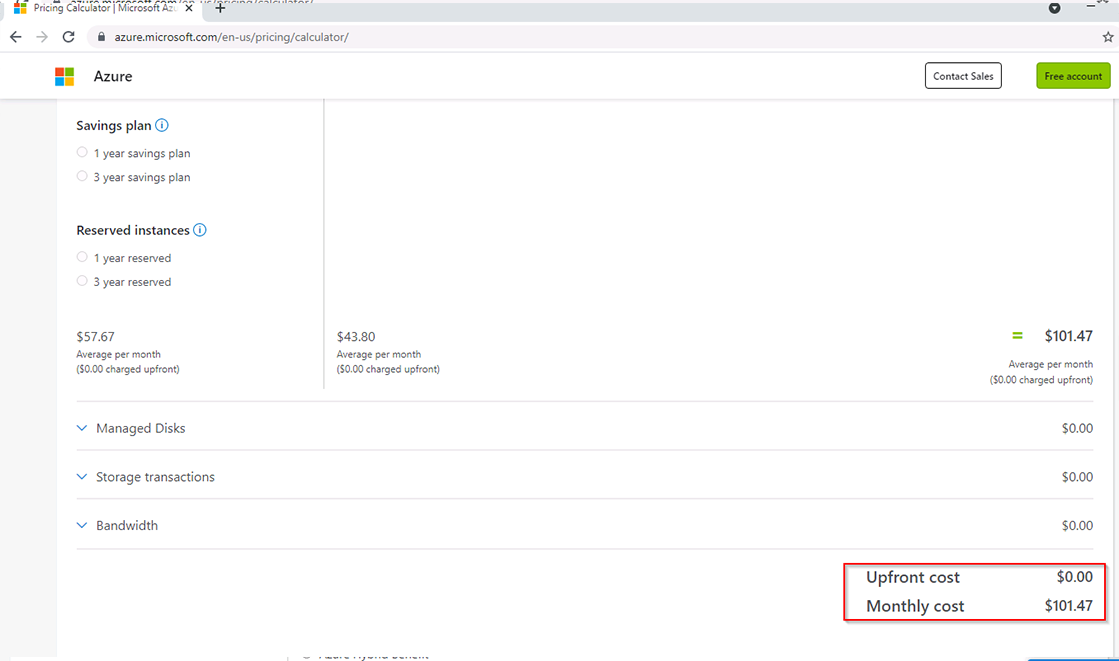 Pricing Calculator | Microsoft Azu
azure.microsoft.com/en-us/pricing/calculator/
Azure
Contact Sales
Free account
Savings plan
1 year savings plan
3 year savings plan
Reserved instances
1 year reserved
3 year reserved
$57.67
Average per month
($0.00 charged upfront)
$43.80
Average per month
($0.00 charged upfront)
= $101.47
Average per month
($0.00 charged upfront)
Managed Disks $0.00
Storage transactions $0.00
Bandwidth $0.00
Upfront cost $0.00
Monthly cost $101.47
Azure Hybrid Benefit